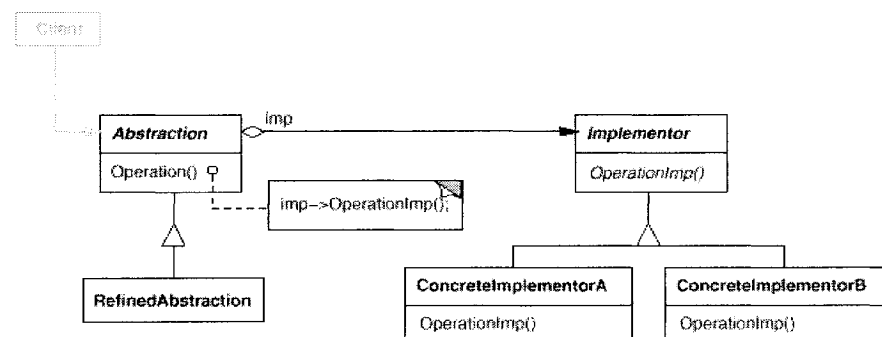 Client
imp
Abstraction
Implementor
Operation()
OperationImp()
imp->OperationImp();
RefinedAbstraction
ConcreteImplementorA
ConcreteImplementorB
OperationImp()
OperationImp()